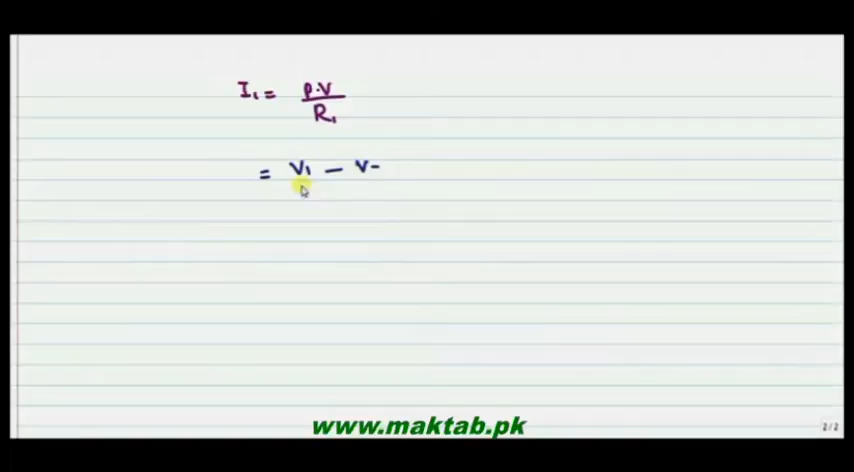 I₁ = P.V / R₁
= V₁ − V-
www.maktab.pk
2/2